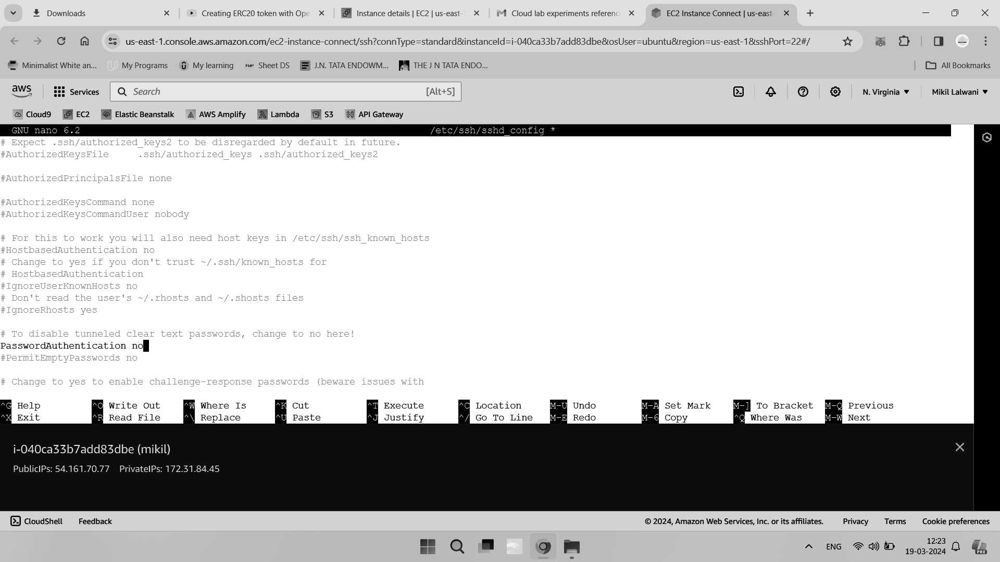 Downloads
Creating ERC20 token with Ope
Instance details | EC2 | us-east-1
Cloud lab experiments referenc
EC2 Instance Connect | us-east-
us-east-1.console.aws.amazon.com/ec2-instance-connect/ssh?connType=standard&instanceId=i-040ca33b7add83dbe&osUser=ubuntu&region=us-east-1&sshPort=22#/
Minimalist White an...
My Programs
My learning
TUF Sheet DS
J.N. TATA ENDOWM...
THE J N TATA ENDO...
All Bookmarks
aws
Services
Search
[Alt+S]
N. Virginia
Mikil Lalwani
Cloud9
EC2
Elastic Beanstalk
AWS Amplify
Lambda
S3
API Gateway
GNU nano 6.2 /etc/ssh/sshd_config *
# Expect .ssh/authorized_keys2 to be disregarded by default in future.
#AuthorizedKeysFile .ssh/authorized_keys .ssh/authorized_keys2
#AuthorizedPrincipalsFile none
#AuthorizedKeysCommand none
#AuthorizedKeysCommandUser nobody
# For this to work you will also need host keys in /etc/ssh/ssh_known_hosts
#HostbasedAuthentication no
# Change to yes if you don't trust ~/.ssh/known_hosts for
# HostbasedAuthentication
#IgnoreUserKnownHosts no
# Don't read the user's ~/.rhosts and ~/.shosts files
#IgnoreRhosts yes
# To disable tunneled clear text passwords, change to no here!
PasswordAuthentication no
#PermitEmptyPasswords no
# Change to yes to enable challenge-response passwords (beware issues with
^G Help ^O Write Out ^W Where Is ^K Cut ^T Execute ^C Location M-U Undo M-A Set Mark M-] To Bracket M-Q Previous
^X Exit ^R Read File ^\ Replace ^U Paste ^J Justify ^/ Go To Line M-E Redo M-6 Copy ^Q Where Was M-W Next
i-040ca33b7add83dbe (mikil)
PublicIPs: 54.161.70.77 PrivateIPs: 172.31.84.45
CloudShell Feedback © 2024, Amazon Web Services, Inc. or its affiliates. Privacy Terms Cookie preferences
ENG
12:23
19-03-2024
PRE